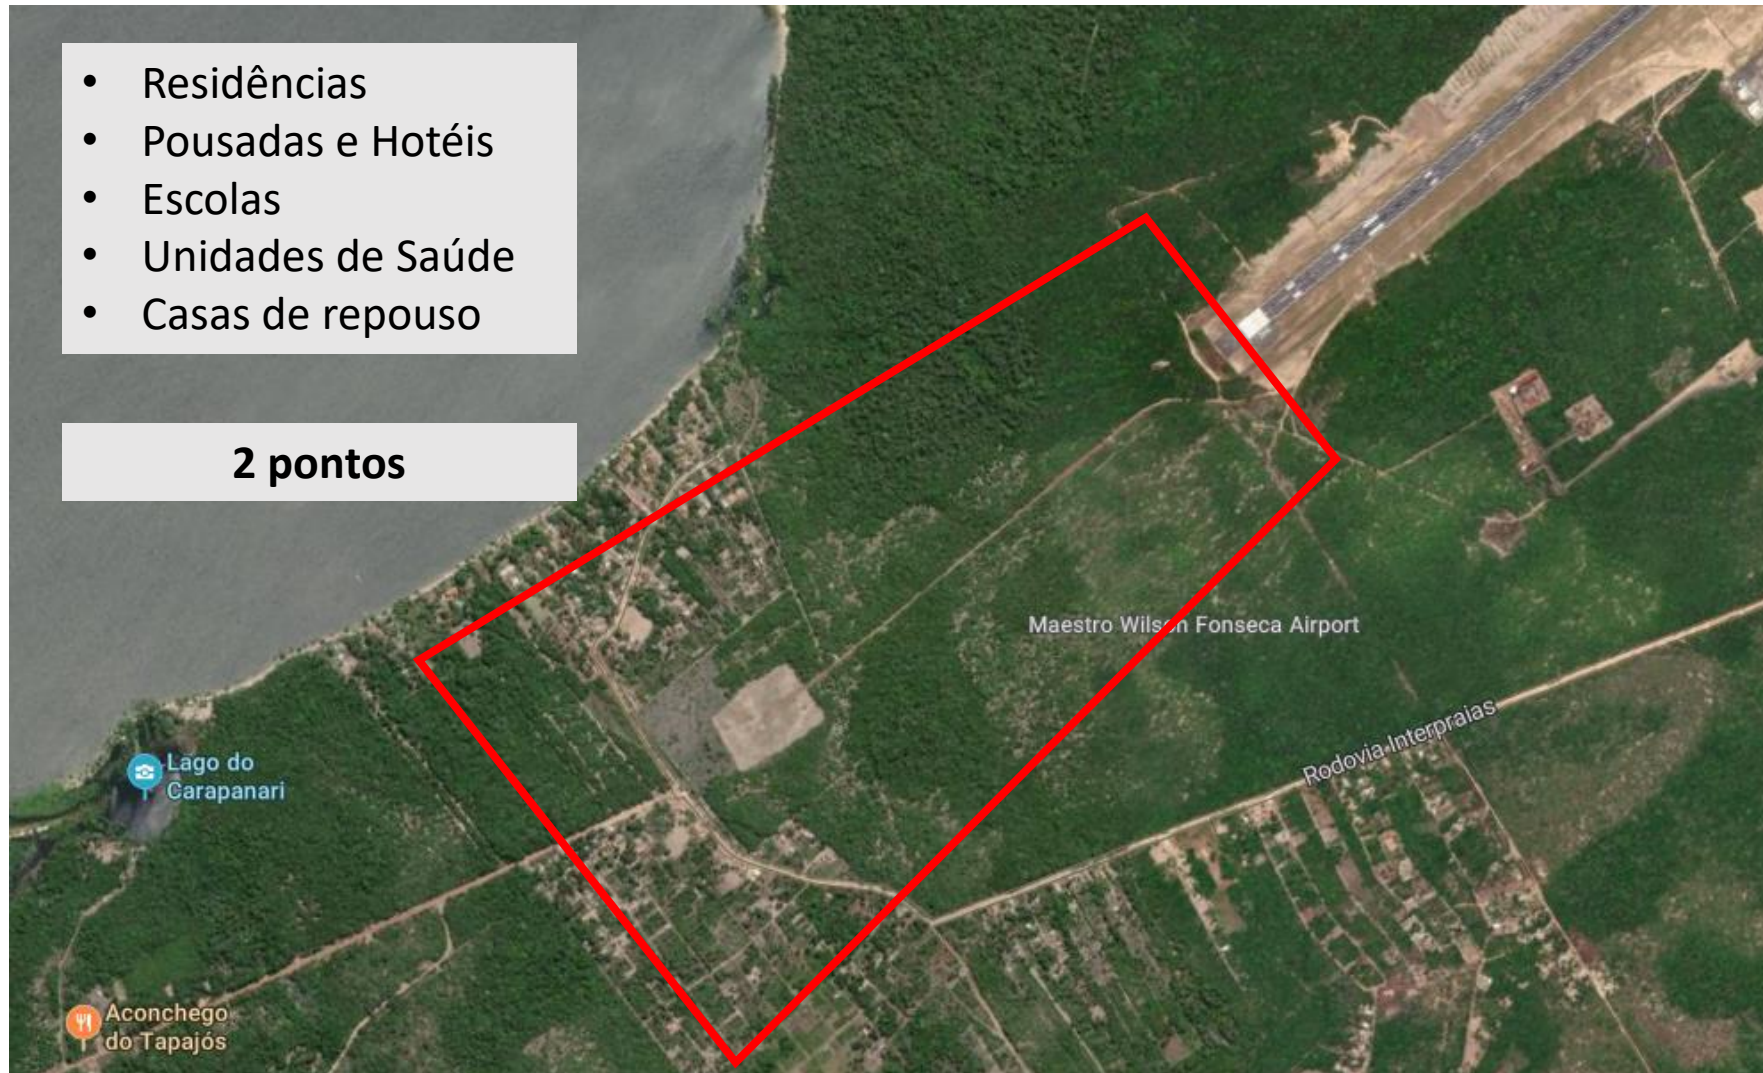 • Residências
• Pousadas e Hotéis
• Escolas
• Unidades de Saúde
• Casas de repouso
2 pontos
Maestro Wilson Fonseca Airport
Rodovia Interpraias
Lago do
Carapanari
Aconchego
do Tapajós